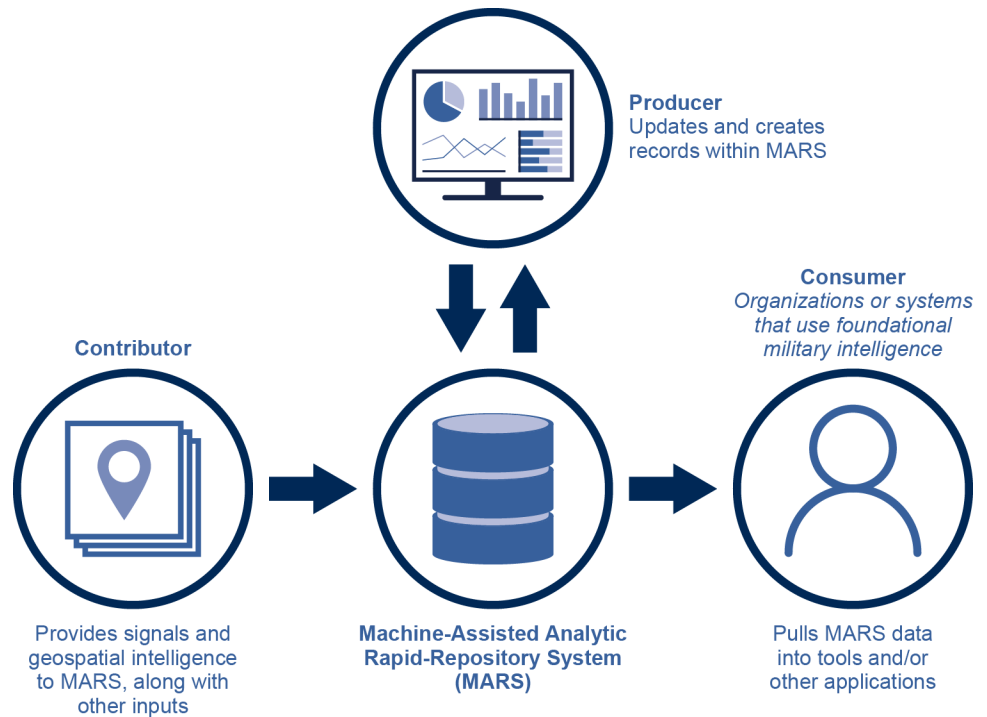 Producer
Updates and creates
records within MARS
Consumer
Organizations or systems
that use foundational
military intelligence
Contributor
Provides signals and
geospatial intelligence
to MARS, along with
other inputs
Machine-Assisted Analytic
Rapid-Repository System
(MARS)
Pulls MARS data
into tools and/or
other applications